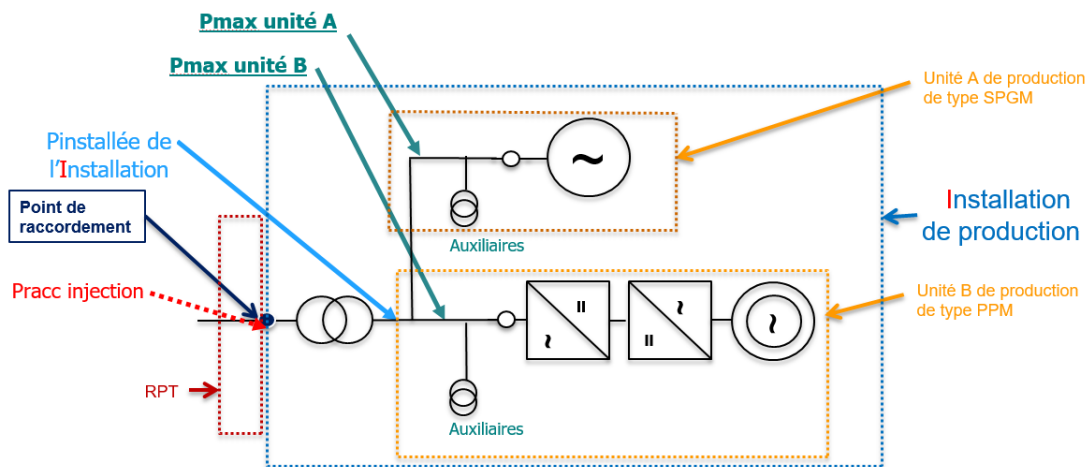 Pmax unité A
Pmax unité B
Unité A de production
de type SPGM
Pinstallée de
l'Installation
Point de
raccordement
Auxiliaires
Installation
de production
Pracc injection
Unité B de production
de type PPM
RPT
Auxiliaires